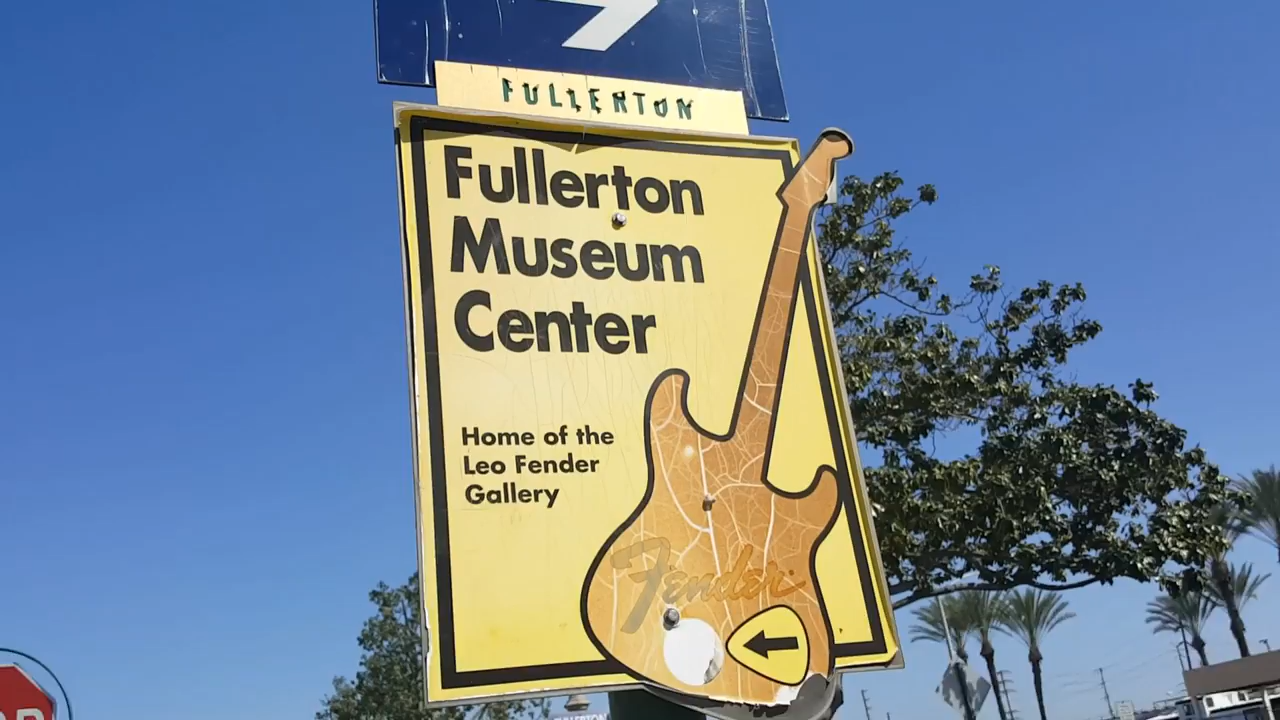 FULLERTON
Fullerton
Museum
Center
Home of the
Leo Fender
Gallery
Fender